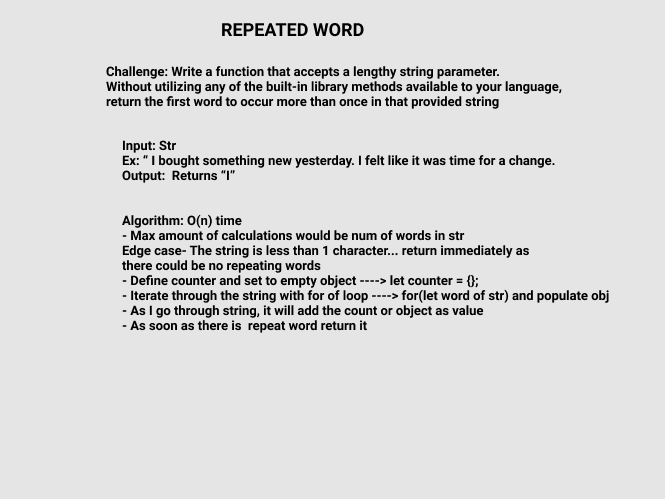 REPEATED WORD
Challenge: Write a function that accepts a lengthy string parameter.
Without utilizing any of the built-in library methods available to your language,
return the first word to occur more than once in that provided string
Input: Str
Ex: “ I bought something new yesterday. I felt like it was time for a change.
Output:  Returns “I”
Algorithm: O(n) time
- Max amount of calculations would be num of words in str
Edge case- The string is less than 1 character... return immediately as
there could be no repeating words
- Define counter and set to empty object ----> let counter = {};
- Iterate through the string with for of loop ----> for(let word of str) and populate obj
- As I go through string, it will add the count or object as value
- As soon as there is  repeat word return it